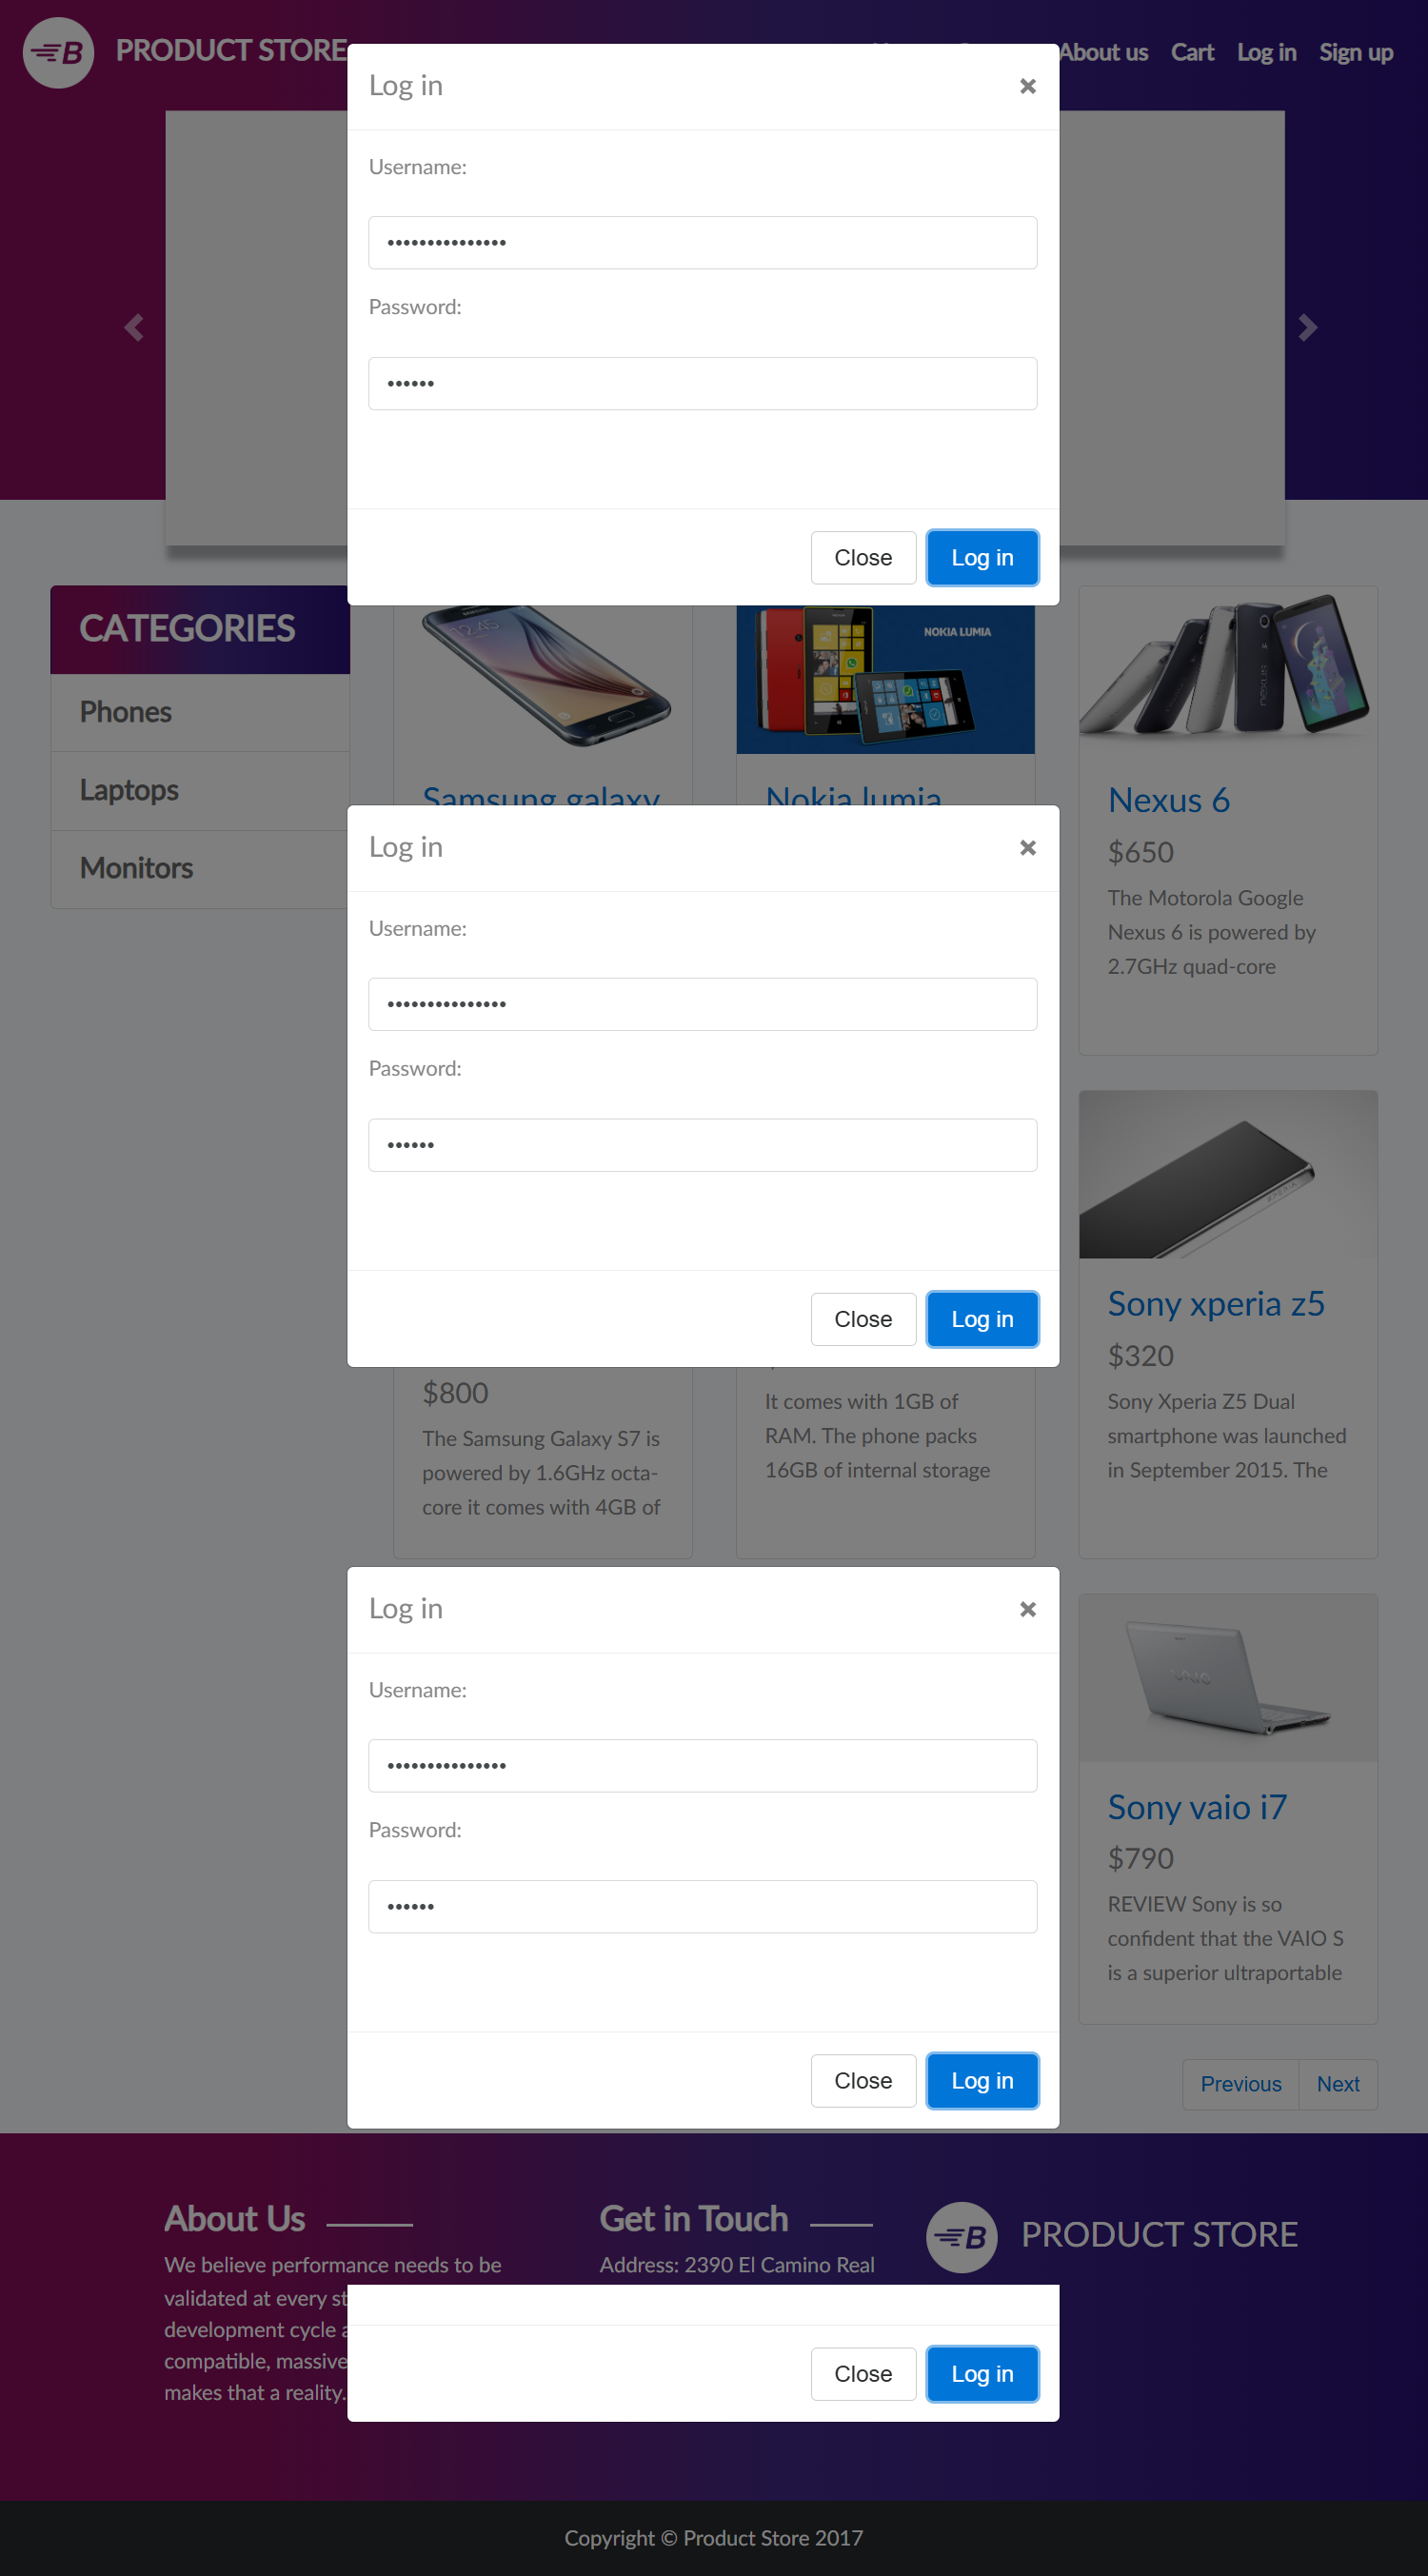 B PRODUCT STORE
About us Cart Log in Sign up
Log in ×
Username:
•••••••••••••••
Password:
••••••
Close Log in
CATEGORIES
Phones
Laptops
Monitors
12:45
NOKIA LUMIA
nexus
Samsung galaxy
Nokia lumia
Nexus 6
$650
The Motorola Google
Nexus 6 is powered by
2.7GHz quad-core
Log in ×
Username:
•••••••••••••••
Password:
••••••
Close Log in
XPERIA
Sony xperia z5
$320
Sony Xperia Z5 Dual
smartphone was launched
in September 2015. The
$800
The Samsung Galaxy S7 is
powered by 1.6GHz octa-
core it comes with 4GB of
It comes with 1GB of
RAM. The phone packs
16GB of internal storage
Log in ×
Username:
•••••••••••••••
Password:
••••••
Close Log in
VAIO
Sony vaio i7
$790
REVIEW Sony is so
confident that the VAIO S
is a superior ultraportable
Previous Next
About Us
We believe performance needs to be
validated at every
development cycle
compatible, massive
makes that a reality.
Get in Touch
Address: 2390 El Camino Real
B PRODUCT STORE
Close Log in
Copyright © Product Store 2017